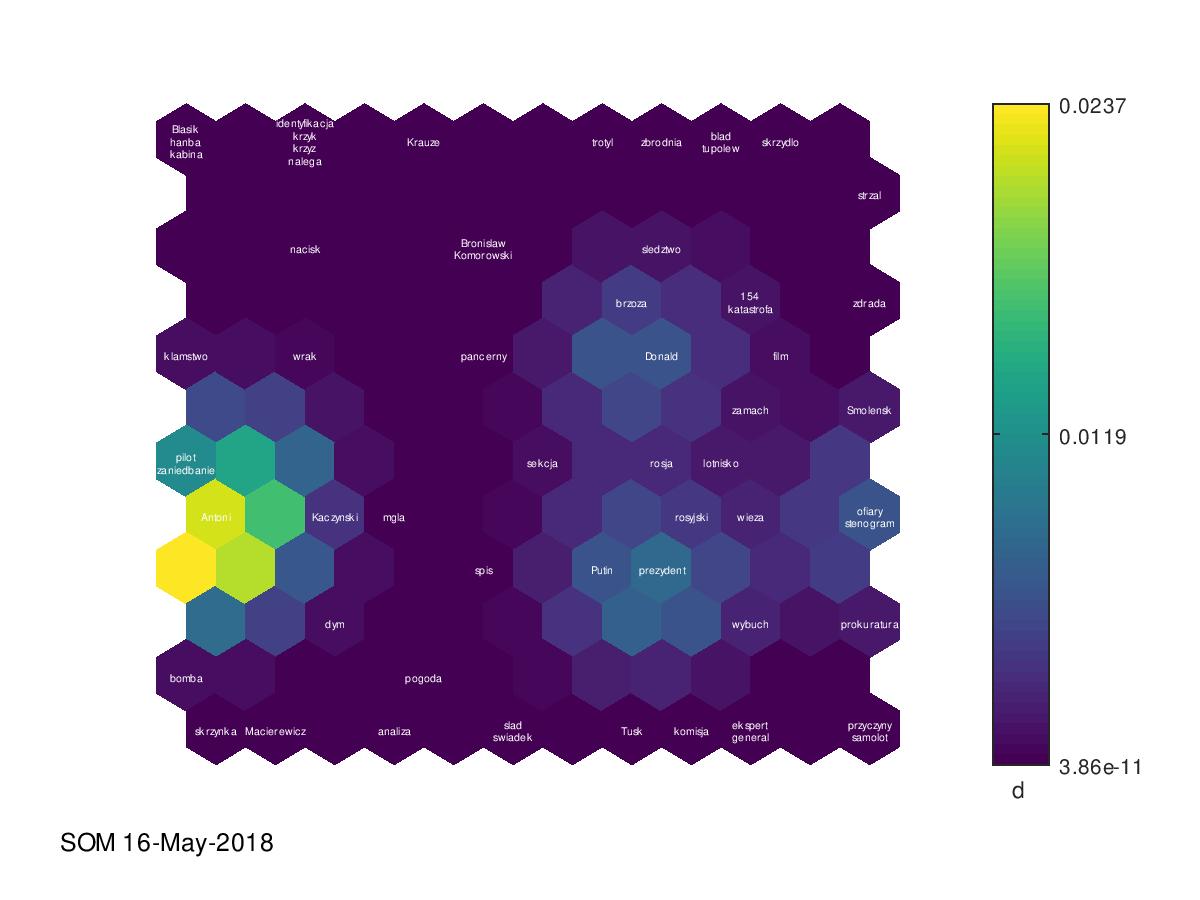 0.0237
Blasik
hanba
kabina
identyfikacja
krzyk
krzyz
nalega
Krauze
trotyl
zbrodnia
blad
tupolew
skrzydlo
strzal
nacisk
Bronislaw
Komorowski
sledztwo
brzoza
154
katastrofa
zdrada
klamstwo
wrak
pancerny
Donald
film
zamach
Smolensk
0.0119
pilot
zaniedbanie
sekcja
rosja
lotnisko
Antoni
Kaczynski
mgla
rosyjski
wieza
ofiary
stenogram
spis
Putin
prezydent
dym
wybuch
prokuratura
bomba
pogoda
skrzynka
Macierewicz
analiza
slad
swiadek
Tusk
komisja
ekspert
general
przyczyny
samolot
3.86e-11
d
SOM 16-May-2018